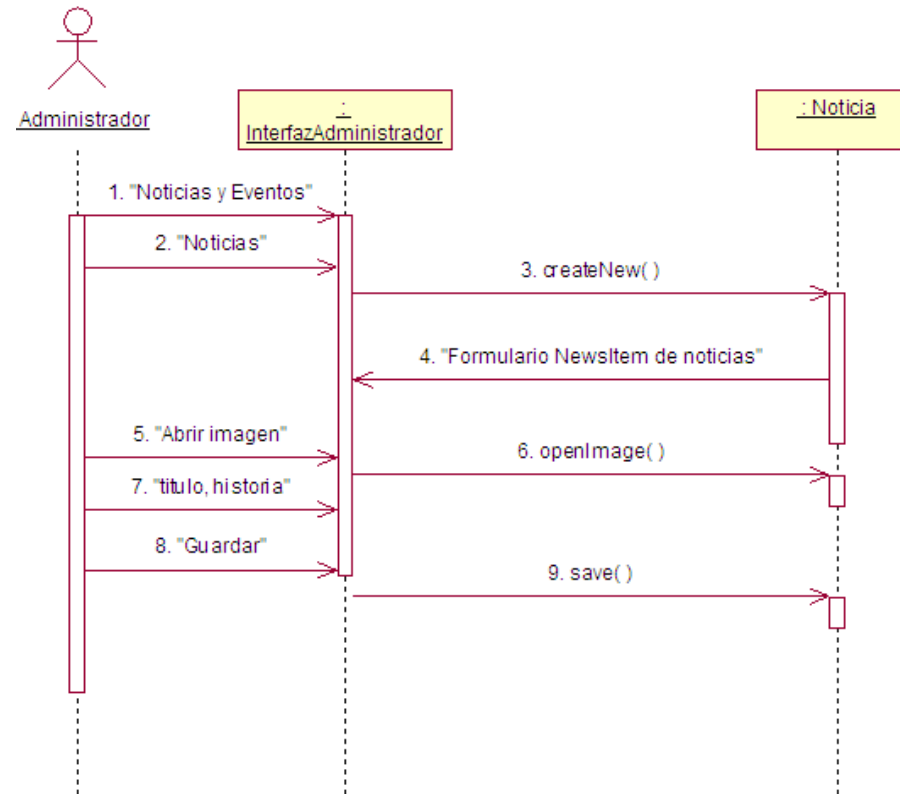 Administrador
:
InterfazAdministrador
: Noticia
1. "Noticias y Eventos"
2. "Noticias"
3. createNew( )
4. "Formulario NewsItem de noticias"
5. "Abrir imagen"
6. openImage( )
7. "titulo, historia"
8. "Guardar"
9. save( )